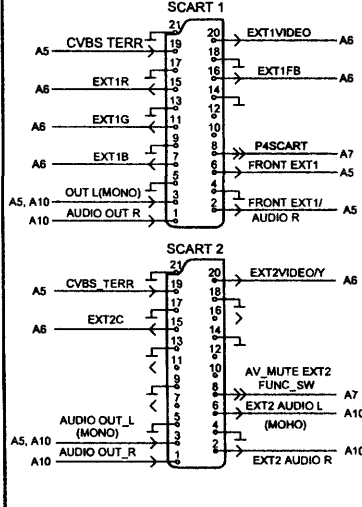 SCART 1
21
20 EXT1VIDEO A6
A5 CVBS TERR 19
18
17
16 EXT1FB A6
A6 EXT1R 15
14
13
12
A6 EXT1G 11
10
9
8 P4SCART A7
A6 EXT1B 7
6 FRONT EXT1 A5
5
4
A5, A10 OUT L(MONO) 3
2 FRONT EXT1/ A5
AUDIO R
A10 AUDIO OUT R 1
SCART 2
21
20 EXT2VIDEO/Y A6
A5 CVBS_TERR 19
18
17
16
A6 EXT2C 15
14
13
12
11
10
9
AV_MUTE EXT2
8 FUNC_SW A7
7
6 EXT2 AUDIO L A10
(MOHO)
5
4
AUDIO OUT_L
(MONO)
A5, A10 3
2 A10
EXT2 AUDIO R
A10 AUDIO OUT_R 1